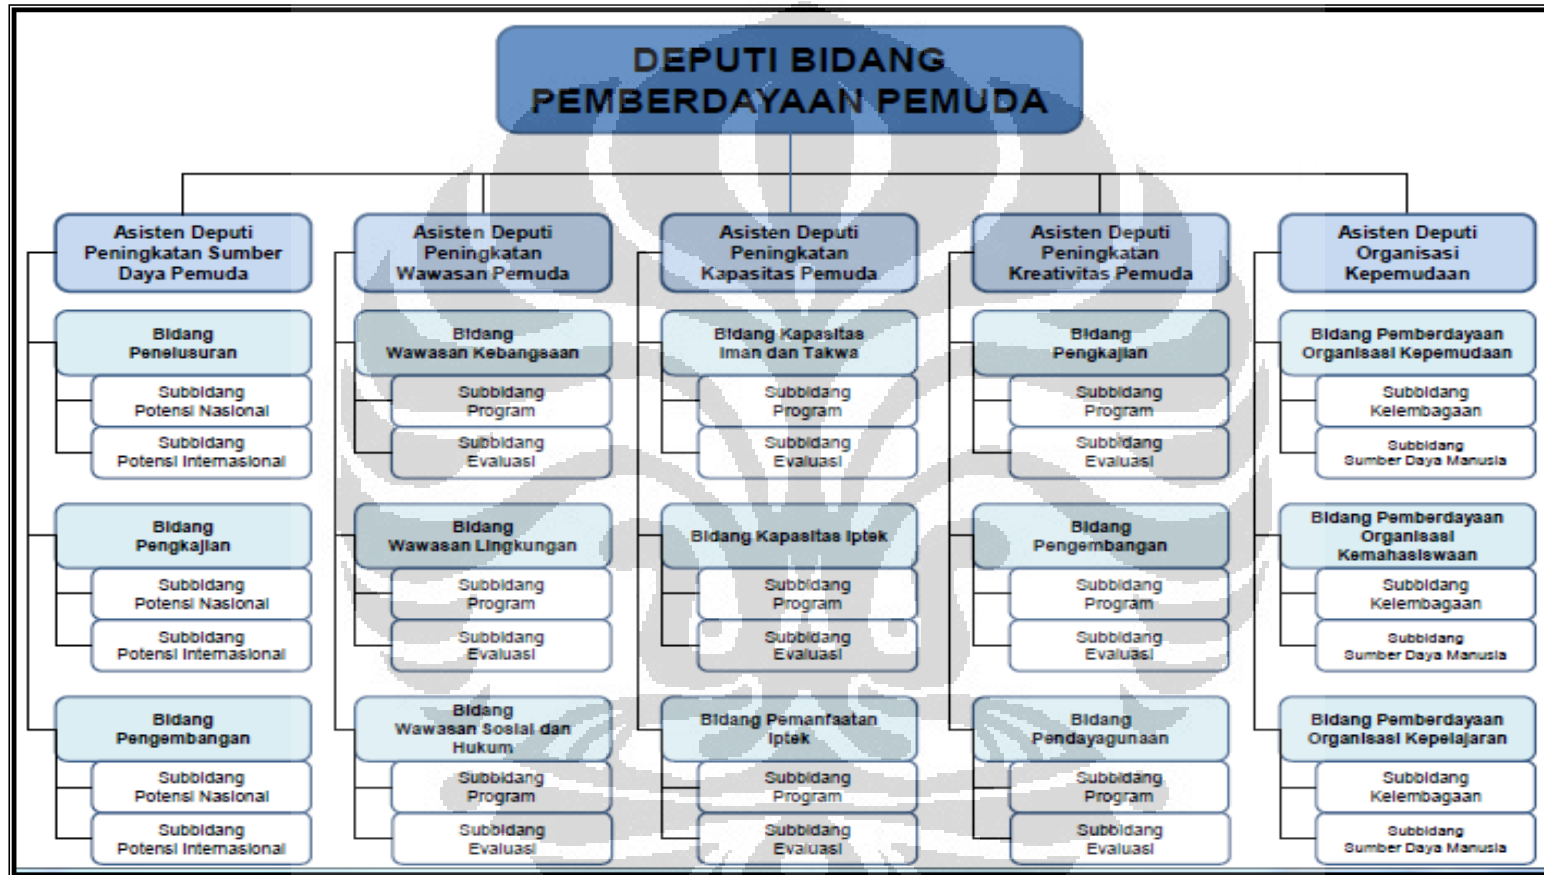 DEPUTI BIDANG
PEMBERDAYAAN PEMUDA
Asisten Deputi
Peningkatan Sumber
Daya Pemuda
Bidang
Penelusuran
Subbidang
Potensi Nasional
Subbidang
Potensi Internasional
Bidang
Pengkajian
Subbidang
Potensi Nasional
Subbidang
Potensi Internasional
Bidang
Pengembangan
Subbidang
Potensi Nasional
Subbidang
Potensi Internasional
Asisten Deputi
Peningkatan
Wawasan Pemuda
Bidang
Wawasan Kebangsaan
Subbidang
Program
Subbidang
Evaluasi
Bidang
Wawasan Lingkungan
Subbidang
Program
Subbidang
Evaluasi
Bidang
Wawasan Sosial dan
Hukum
Subbidang
Program
Subbidang
Evaluasi
Asisten Deputi
Peningkatan
Kapasitas Pemuda
Bidang Kapasitas
Iman dan Takwa
Subbidang
Program
Subbidang
Evaluasi
Bidang Kapasitas Iptek
Subbidang
Program
Subbidang
Evaluasi
Bidang Pemanfaatan
Iptek
Subbidang
Program
Subbidang
Evaluasi
Asisten Deputi
Peningkatan
Kreativitas Pemuda
Bidang
Pengkajian
Subbidang
Program
Subbidang
Evaluasi
Bidang
Pengembangan
Subbidang
Program
Subbidang
Evaluasi
Bidang
Pendayagunaan
Subbidang
Program
Subbidang
Evaluasi
Asisten Deputi
Organisasi
Kepemudaan
Bidang Pemberdayaan
Organisasi Kepemudaan
Subbidang
Kelembagaan
Subbidang
Sumber Daya Manusia
Bidang Pemberdayaan
Organisasi
Kemahasiswaan
Subbidang
Kelembagaan
Subbidang
Sumber Daya Manusia
Bidang Pemberdayaan
Organisasi Kepelajaran
Subbidang
Kelembagaan
Subbidang
Sumber Daya Manusia